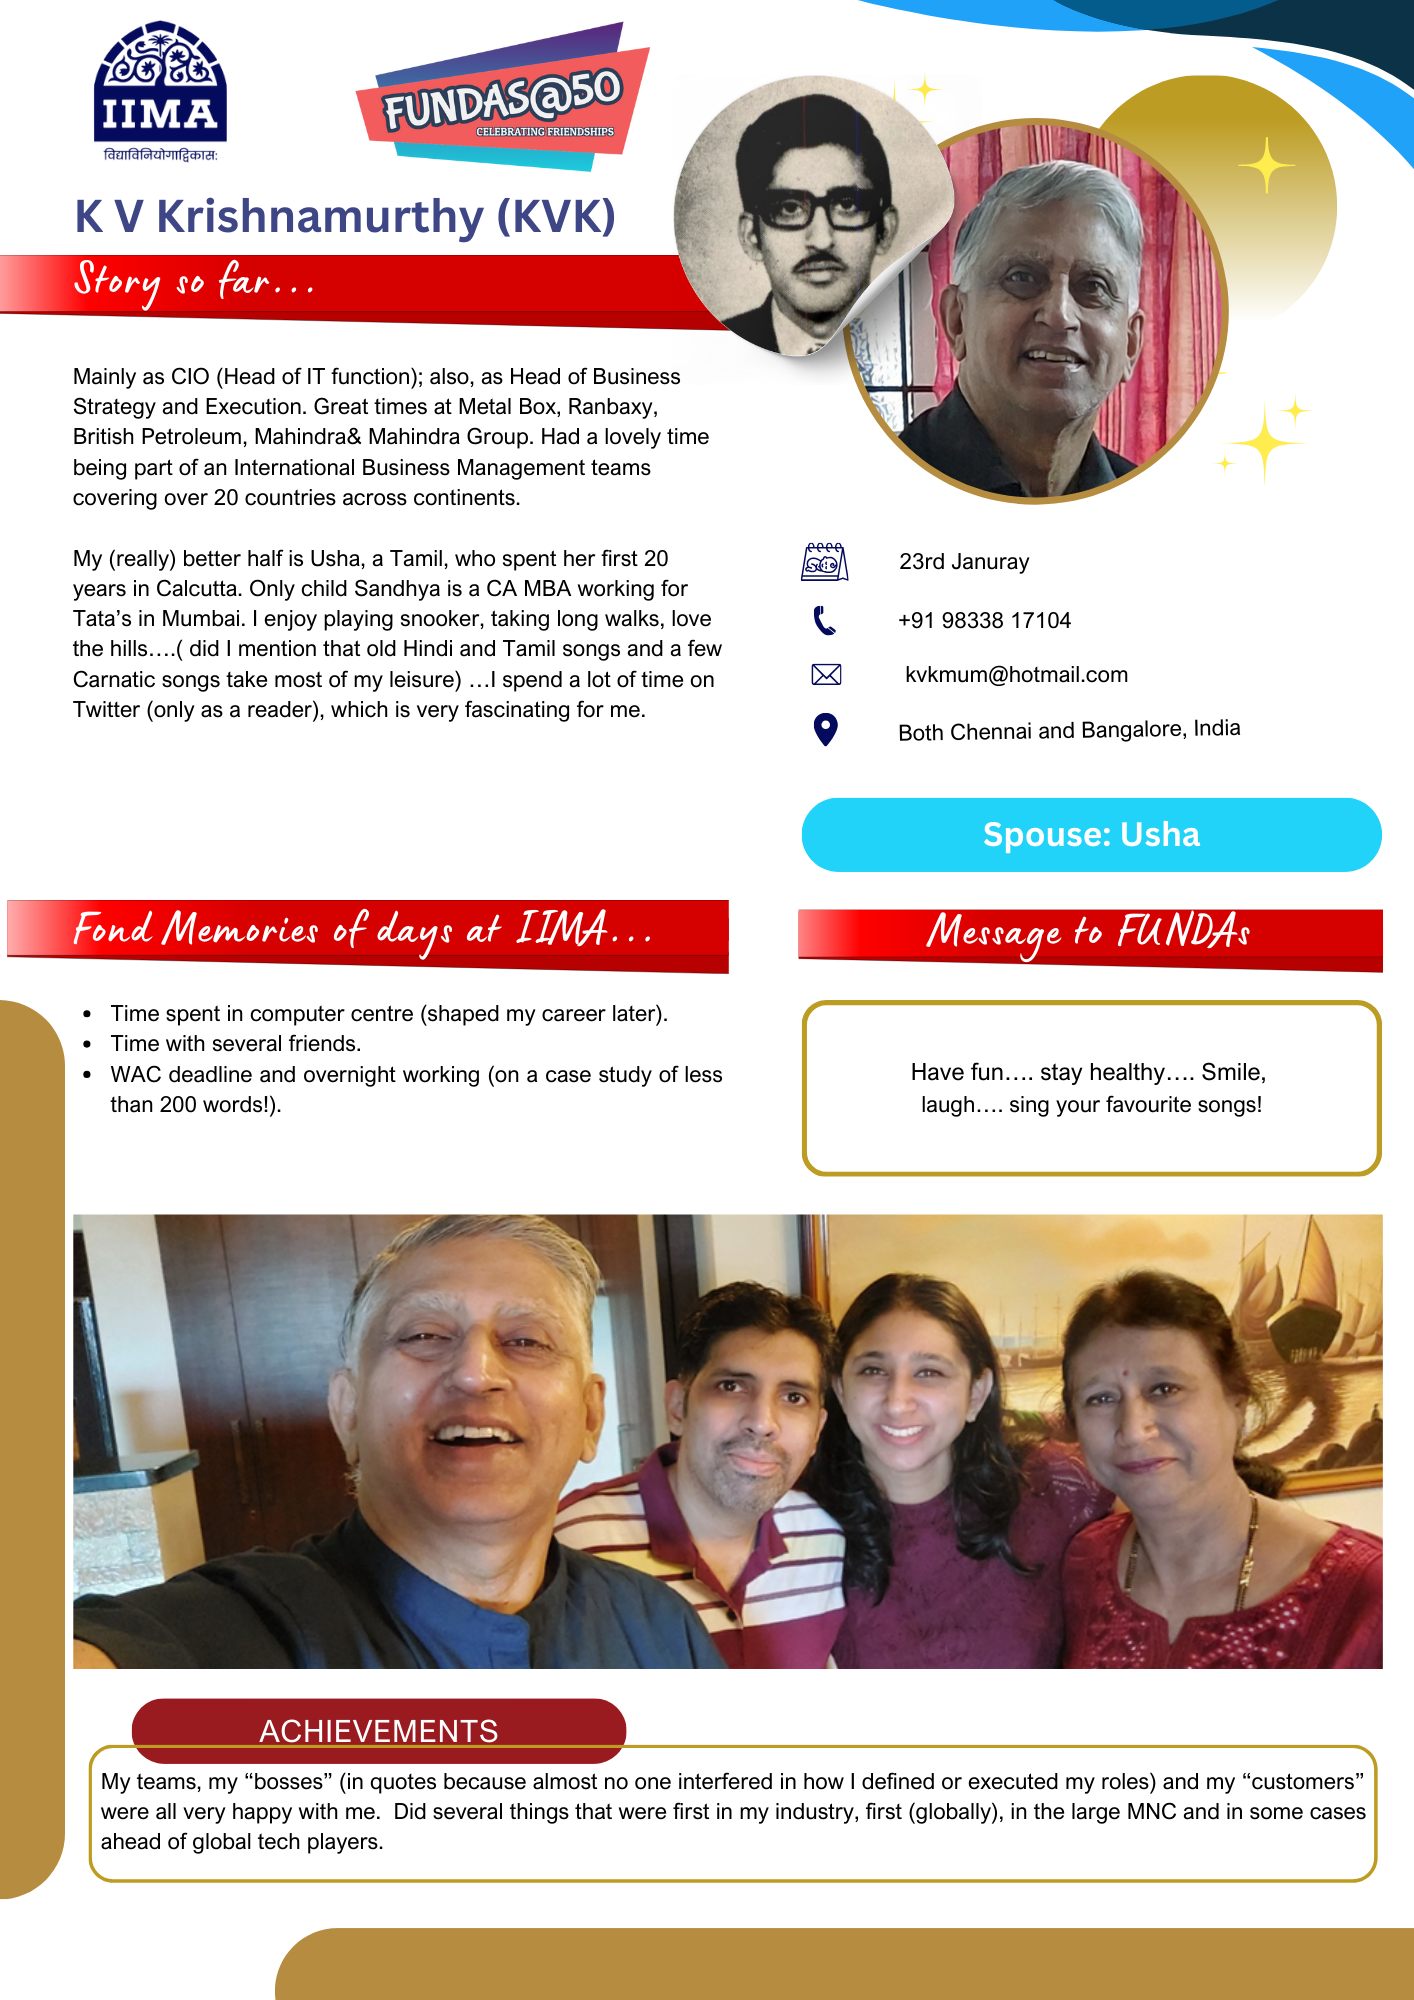 IIMA
विद्याविनियोगाद्विकास:
FUNDAS@50
CELEBRATING FRIENDSHIPS
K V Krishnamurthy (KVK)
Story so far...
Mainly as CIO (Head of IT function); also, as Head of Business
Strategy and Execution. Great times at Metal Box, Ranbaxy,
British Petroleum, Mahindra& Mahindra Group. Had a lovely time
being part of an International Business Management teams
covering over 20 countries across continents.
My (really) better half is Usha, a Tamil, who spent her first 20
years in Calcutta. Only child Sandhya is a CA MBA working for
Tata’s in Mumbai. I enjoy playing snooker, taking long walks, love
the hills….( did I mention that old Hindi and Tamil songs and a few
Carnatic songs take most of my leisure) …I spend a lot of time on
Twitter (only as a reader), which is very fascinating for me.
23rd Januray
+91 98338 17104
kvkmum@hotmail.com
Both Chennai and Bangalore, India
Spouse: Usha
Fond Memories of days at IIMA...
• Time spent in computer centre (shaped my career later).
• Time with several friends.
• WAC deadline and overnight working (on a case study of less
than 200 words!).
Message to FUNDAs
Have fun…. stay healthy…. Smile,
laugh…. sing your favourite songs!
ACHIEVEMENTS
My teams, my “bosses” (in quotes because almost no one interfered in how I defined or executed my roles) and my “customers”
were all very happy with me.  Did several things that were first in my industry, first (globally), in the large MNC and in some cases
ahead of global tech players.